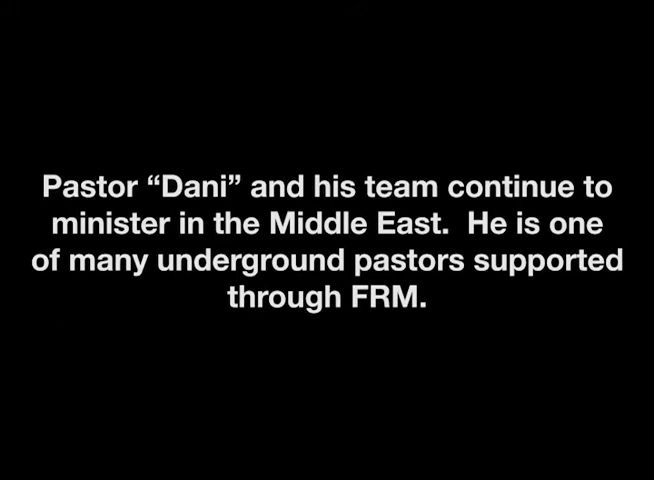 Pastor “Dani” and his team continue to
minister in the Middle East.  He is one
of many underground pastors supported
through FRM.